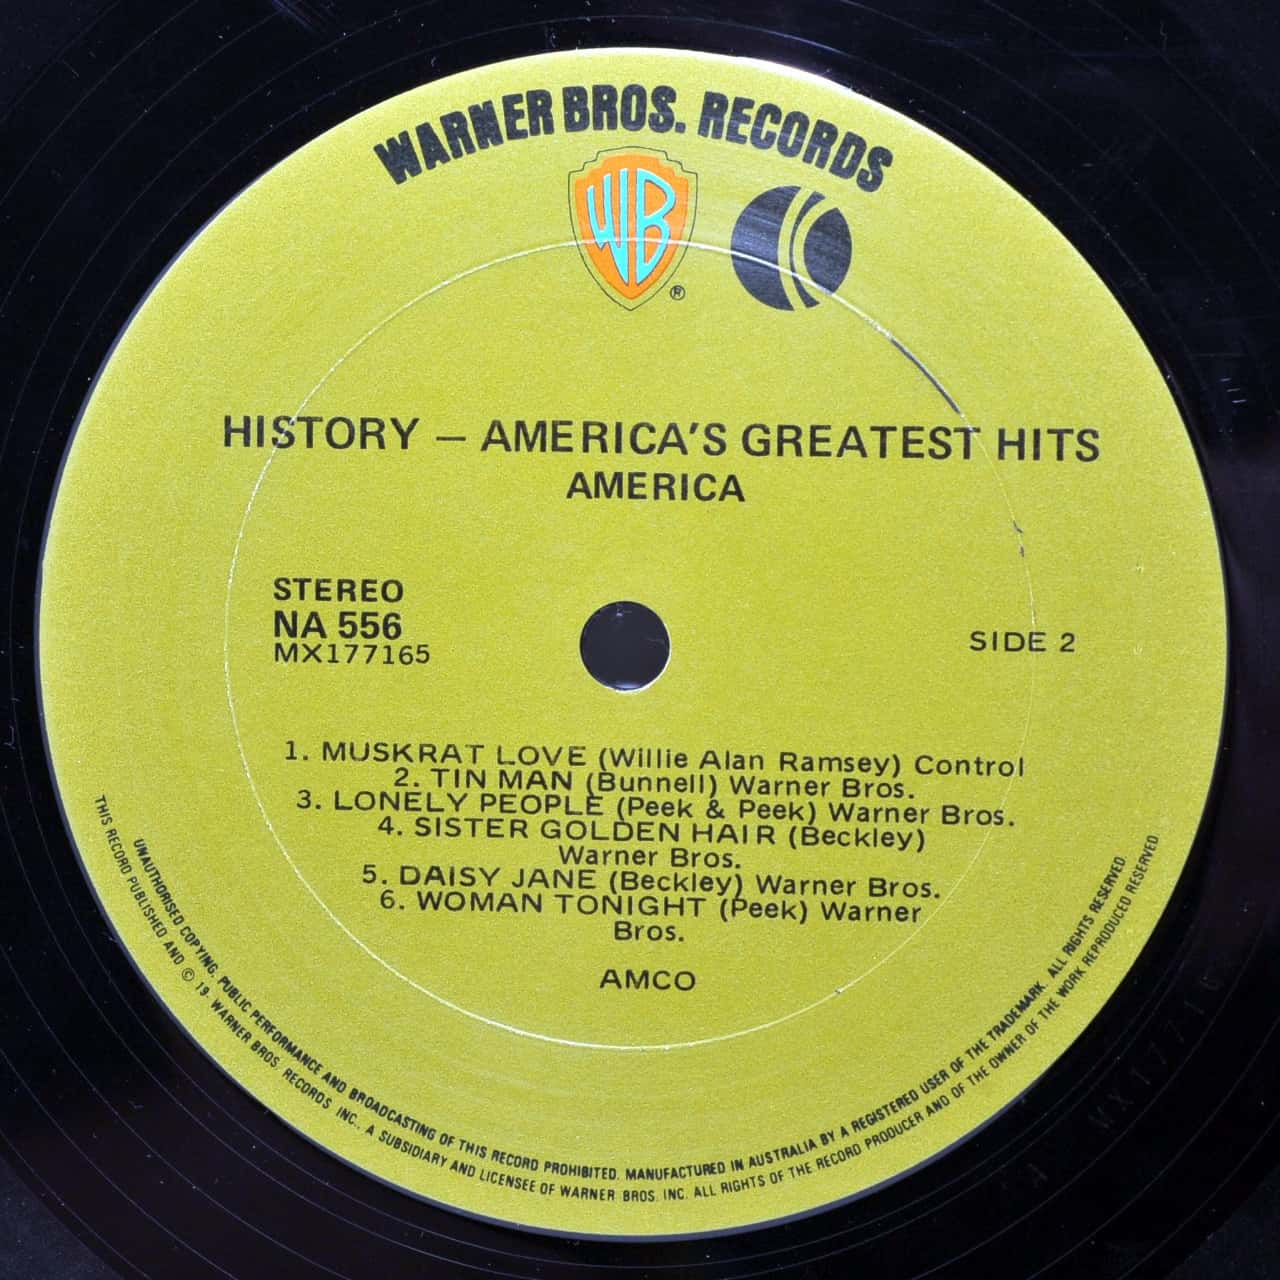 WARNER BROS. RECORDS
WB
®
K
HISTORY – AMERICA'S GREATEST HITS
AMERICA
STEREO
NA 556
MX177165
SIDE 2
1. MUSKRAT LOVE (Willie Alan Ramsey) Control
2. TIN MAN (Bunnell) Warner Bros.
3. LONELY PEOPLE (Peek & Peek) Warner Bros.
4. SISTER GOLDEN HAIR (Beckley)
Warner Bros.
5. DAISY JANE (Beckley) Warner Bros.
6. WOMAN TONIGHT (Peek) Warner
Bros.
AMCO
UNAUTHORISED COPYING, PUBLIC PERFORMANCE AND BROADCASTING OF THIS RECORD PROHIBITED. MANUFACTURED IN AUSTRALIA BY A REGISTERED USER OF THE TRADEMARK. ALL RIGHTS RESERVED
THIS RECORD PUBLISHED AND © 19- WARNER BROS. RECORDS INC., A SUBSIDIARY AND LICENSEE OF WARNER BROS. INC. ALL RIGHTS OF THE RECORD PRODUCER AND OF THE OWNER OF THE WORK REPRODUCED RESERVED